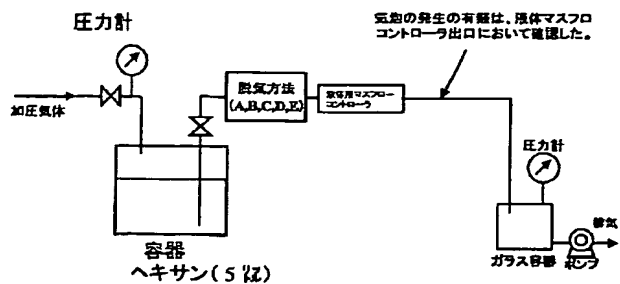 気泡の発生の有無は、液体マスフロ
コントローラ出口において確認した。
圧力計
加圧気体
脱気方法
(A,B,C,D,E)
液体用マスフロー
コントローラ
圧力計
容器
ヘキサン(5
ガラス容器
ポンプ
排気